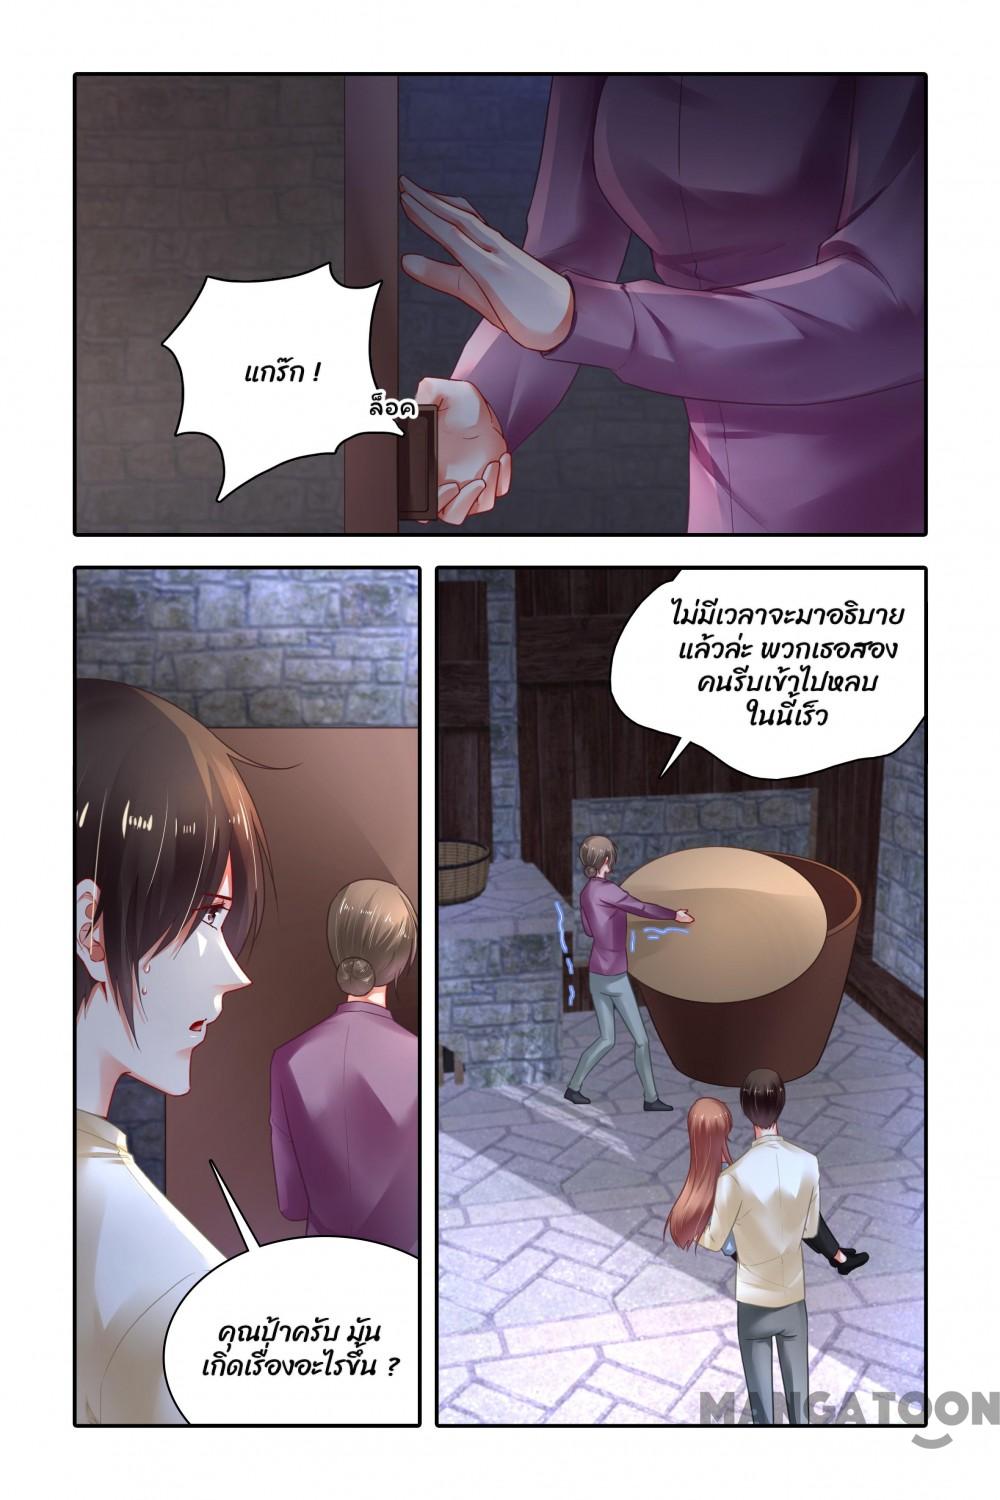 แกร๊ก !
ล็อค
คุณป้าครับ มัน
เกิดเรื่องอะไรขึ้น ?
ไม่มีเวลาจะมาอธิบาย
แล้วล่ะ พวกเธอสอง
คนรีบเข้าไปหลบ
ในนี้เร็ว
MANGATOON